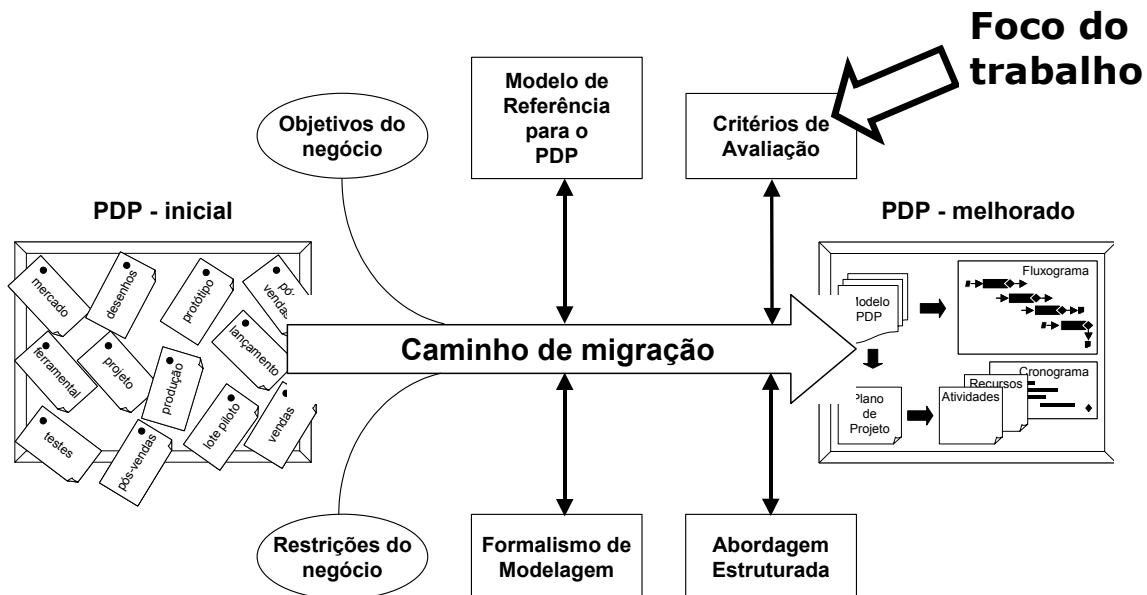 Foco do
trabalho
Modelo de
Referência
para o
PDP
Critérios de
Avaliação
Objetivos do
negócio
PDP - inicial
PDP - melhorado
mercado
desenhos
protótipo
pós
vendas
ferramental
projeto
produção
lançamento
testes
pós-vendas
lote piloto
vendas
Caminho de migração
Modelo
PDP
Fluxograma
Plano
de
Projeto
Atividades
Recursos
Cronograma
Restrições do
negócio
Formalismo de
Modelagem
Abordagem
Estruturada